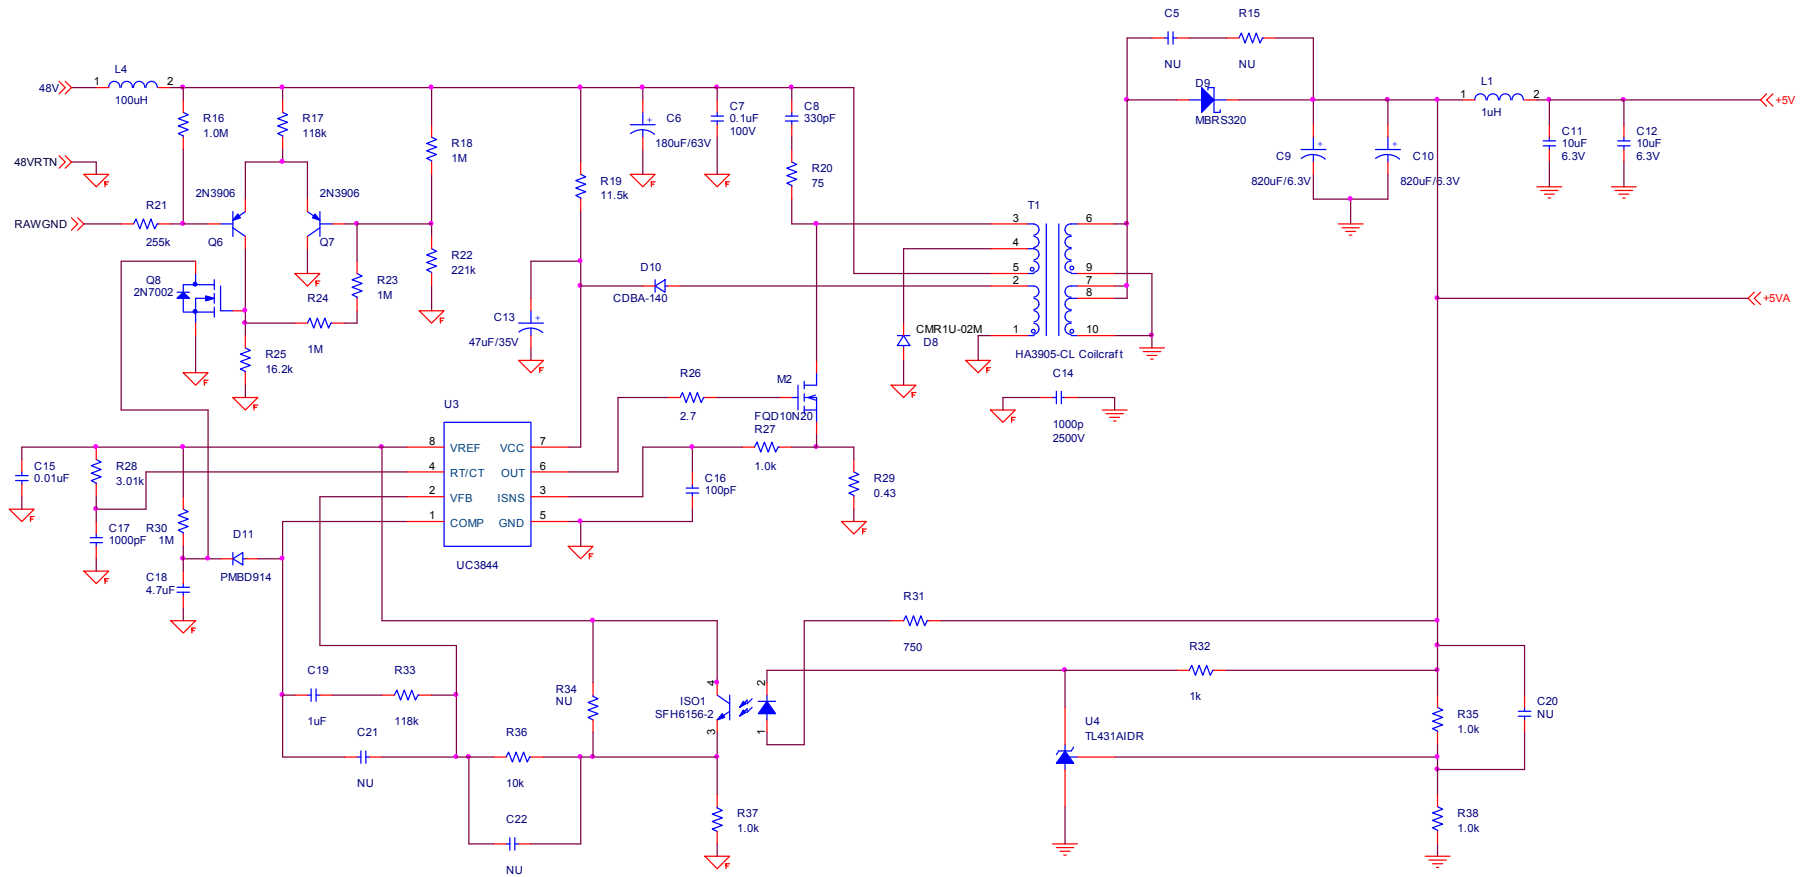 C5
R15
NU
NU
L4
1
2
100uH
48V
D9
MBRS320
L1
1
2
1uH
+5V
R16
1.0M
R17
118k
R18
1M
C6
180uF/63V
C7
0.1uF
100V
C8
330pF
R20
75
C9
820uF/6.3V
C10
820uF/6.3V
C11
10uF
6.3V
C12
10uF
6.3V
48VRTN
F
2N3906
2N3906
R19
11.5k
F
F
R21
RAWGND
255k
Q6
Q7
T1
3
6
4
5
9
2
7
8
1
10
HA3905-CL Coilcraft
R22
221k
F
F
Q8
2N7002
R23
1M
R24
1M
D10
CDBA-140
+5VA
C13
47uF/35V
F
CMR1U-02M
D8
F
F
R25
16.2k
F
F
R26
2.7
M2
FQD10N20
C14
1000p
2500V
F
U3
8
VREF
VCC
7
4
RT/CT
OUT
6
2
VFB
ISNS
3
1
COMP
GND
5
UC3844
R27
1.0k
C16
100pF
R29
0.43
F
F
C15
0.01uF
F
R28
3.01k
C17
1000pF
F
R30
1M
D11
PMBD914
C18
4.7uF
F
R31
750
R32
1k
C19
1uF
R33
118k
R34
NU
ISO1
SFH6156-2
4
3
2
1
C20
NU
R35
1.0k
U4
TL431AIDR
C21
NU
R36
10k
C22
NU
R37
1.0k
F
R38
1.0k